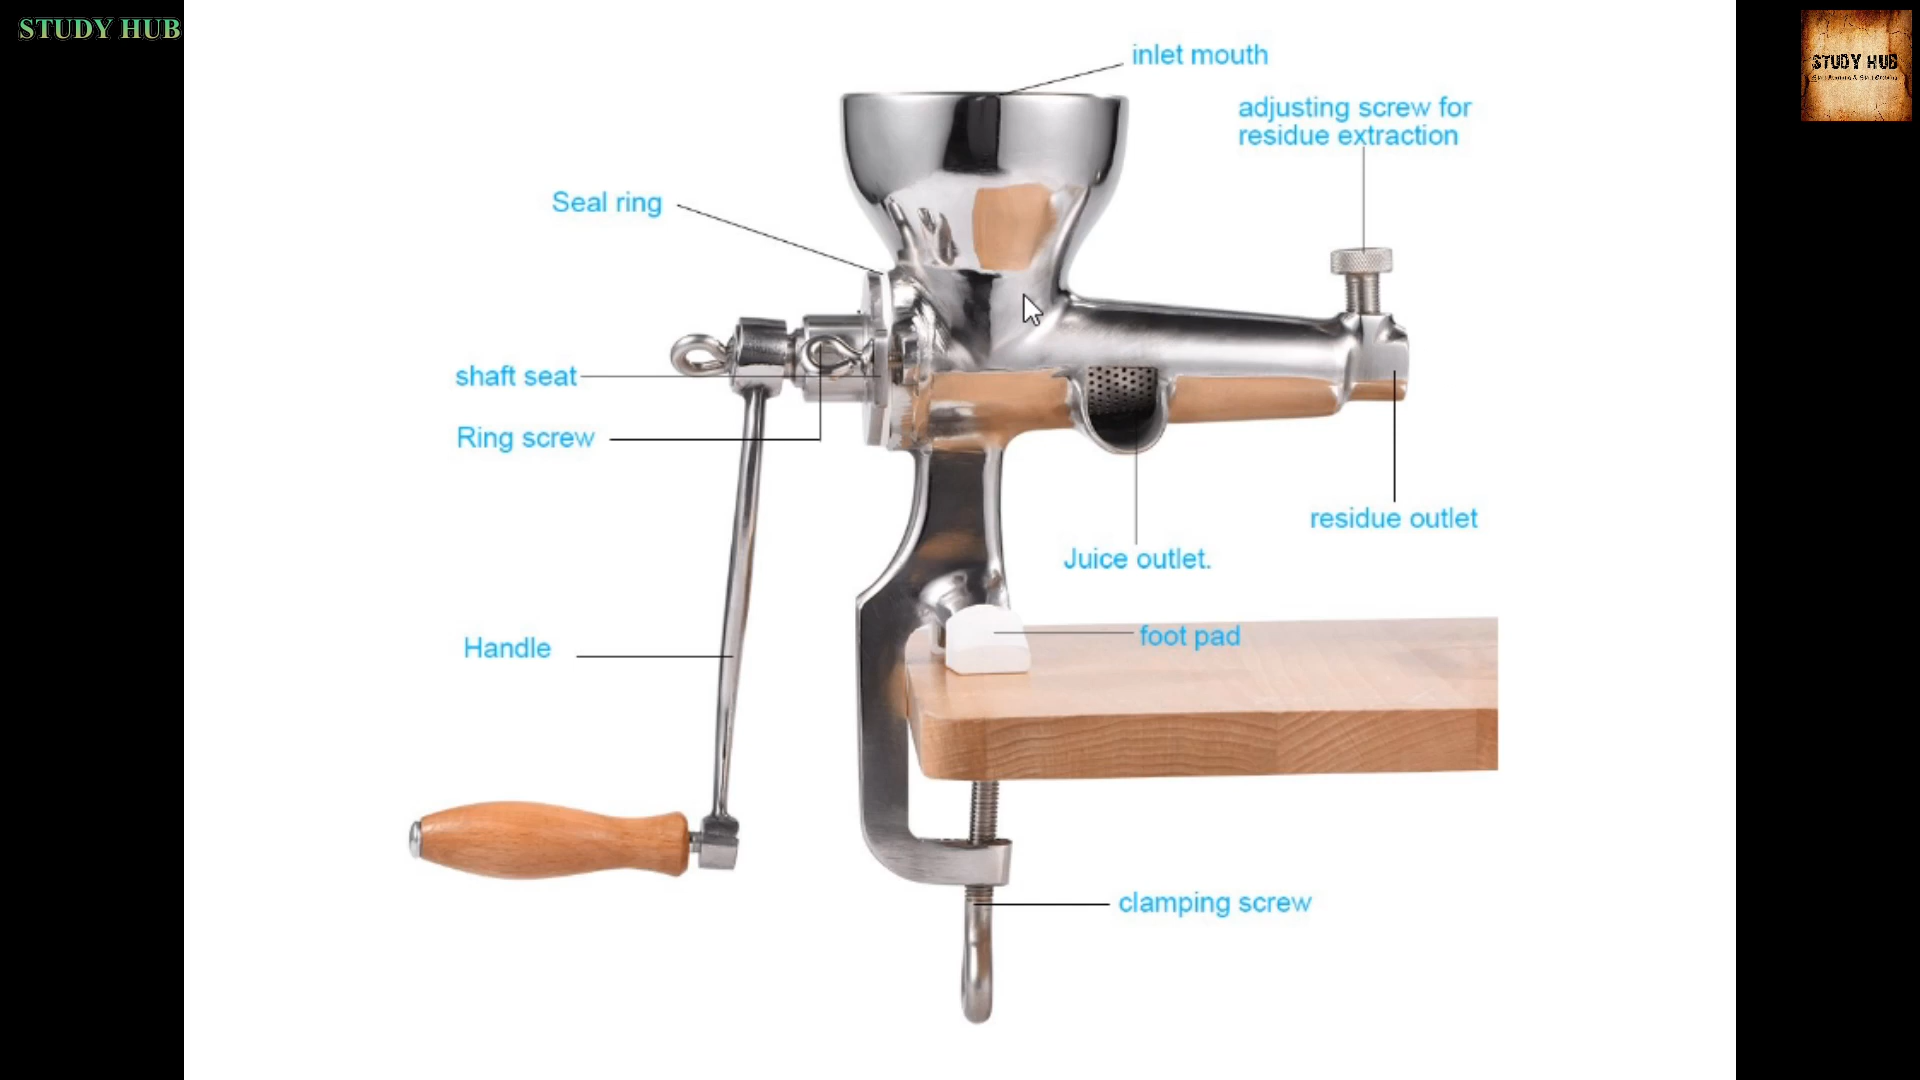 STUDY HUB
STUDY HUB
inlet mouth
adjusting screw for
residue extraction
Seal ring
shaft seat
Ring screw
residue outlet
Juice outlet.
foot pad
Handle
clamping screw